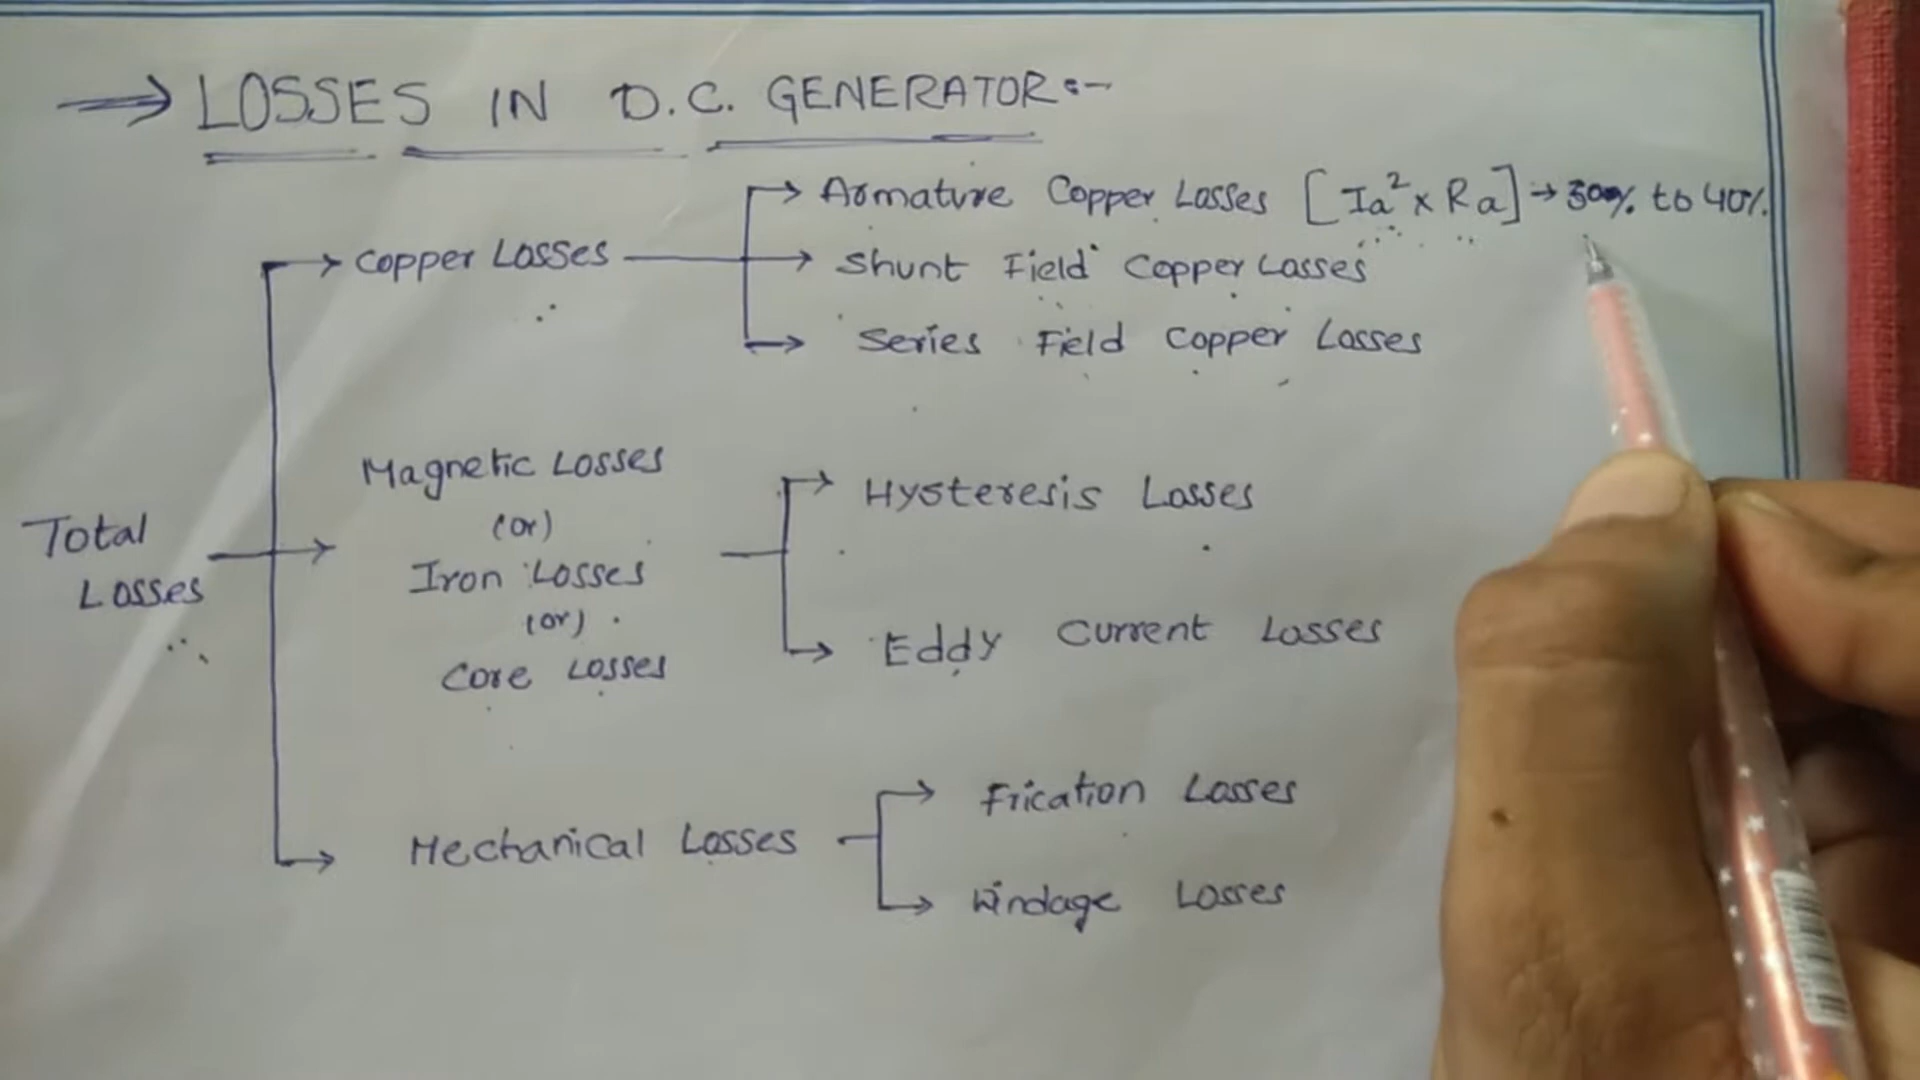 LOSSES IN D.C. GENERATOR:-
Armature Copper Losses [Ia² x Ra] → 30% to 40%.
Copper Losses
Shunt Field Copper Losses
Series Field Copper Losses
Magnetic Losses
(or)
Iron Losses
(or)
Core Losses
Hysteresis Losses
Total
Losses
Eddy Current Losses
Frication Losses
Mechanical Losses
Windage Losses